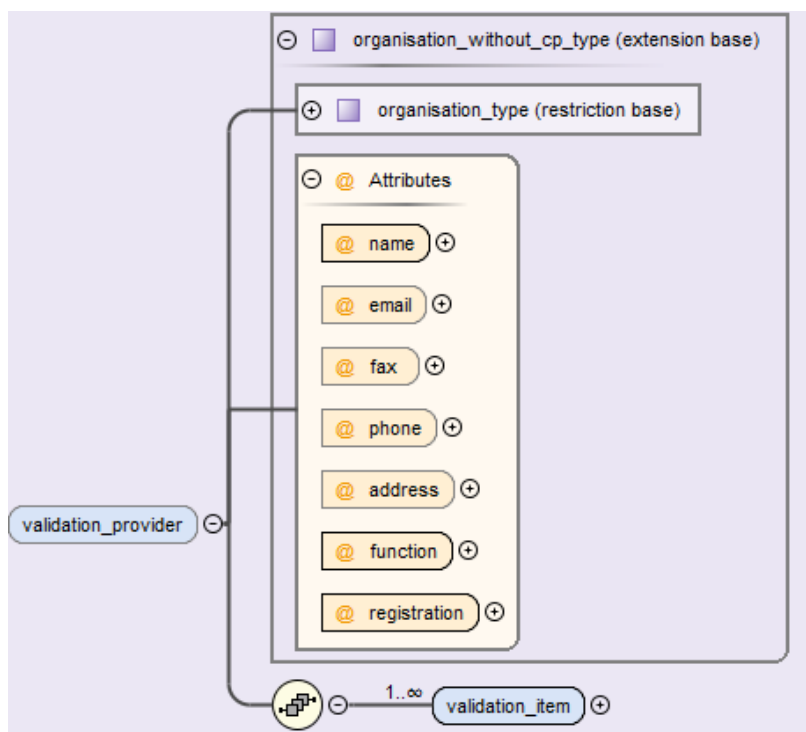 organisation_without_cp_type (extension base)
organisation_type (restriction base)
@ Attributes
@ name
@ email
@ fax
@ phone
@ address
validation_provider
@ function
@ registration
1..∞
validation_item